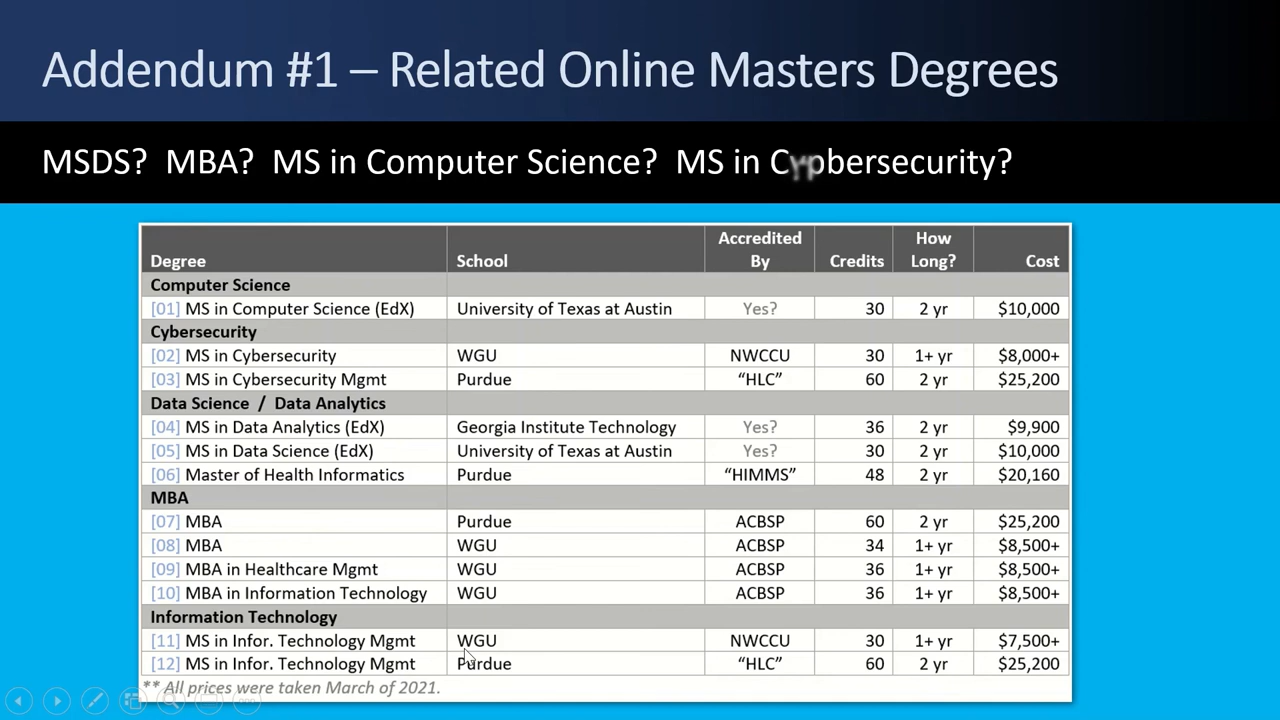 Addendum #1 – Related Online Masters Degrees
MSDS? MBA? MS in Computer Science? MS in Cypbersecurity?
Degree School Accredited By Credits How Long? Cost
Computer Science
[01] MS in Computer Science (EdX) University of Texas at Austin Yes? 30 2 yr $10,000
Cybersecurity
[02] MS in Cybersecurity WGU NWCCU 30 1+ yr $8,000+
[03] MS in Cybersecurity Mgmt Purdue “HLC” 60 2 yr $25,200
Data Science / Data Analytics
[04] MS in Data Analytics (EdX) Georgia Institute Technology Yes? 36 2 yr $9,900
[05] MS in Data Science (EdX) University of Texas at Austin Yes? 30 2 yr $10,000
[06] Master of Health Informatics Purdue “HIMMS” 48 2 yr $20,160
MBA
[07] MBA Purdue ACBSP 60 2 yr $25,200
[08] MBA WGU ACBSP 34 1+ yr $8,500+
[09] MBA in Healthcare Mgmt WGU ACBSP 36 1+ yr $8,500+
[10] MBA in Information Technology WGU ACBSP 36 1+ yr $8,500+
Information Technology
[11] MS in Infor. Technology Mgmt WGU NWCCU 30 1+ yr $7,500+
[12] MS in Infor. Technology Mgmt Purdue “HLC” 60 2 yr $25,200
** All prices were taken March of 2021.